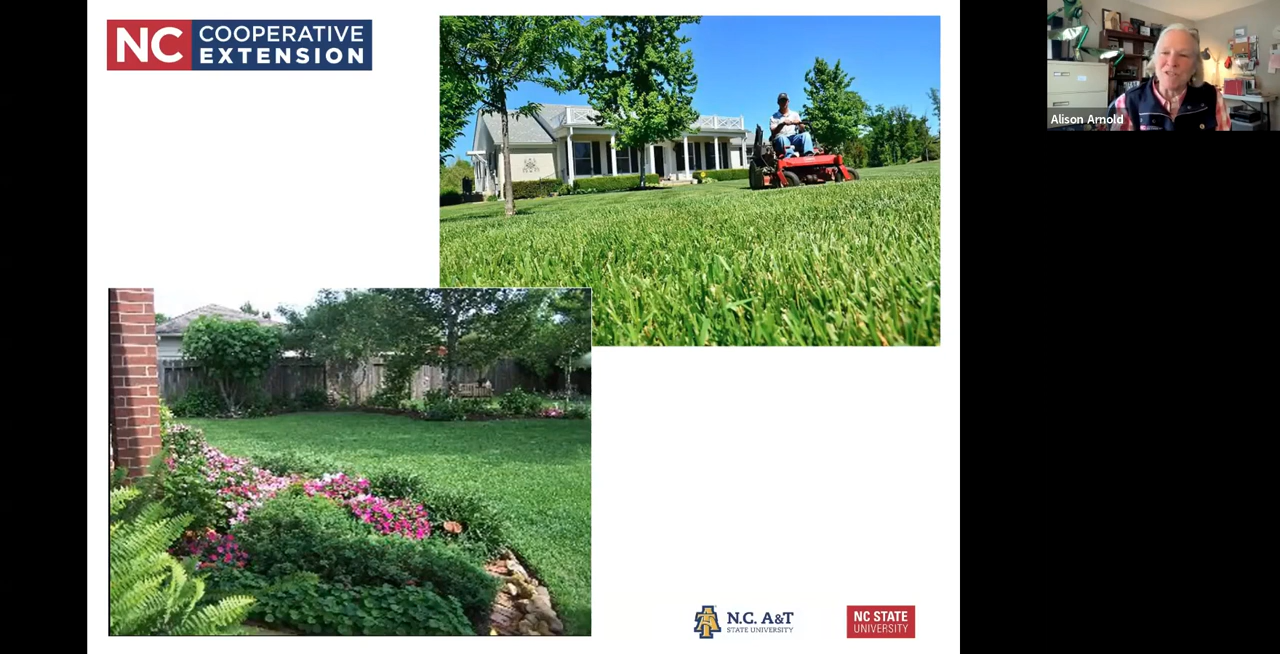 NC COOPERATIVE
EXTENSION
Alison Arnold
N.C. A&T
STATE UNIVERSITY
NC STATE
UNIVERSITY